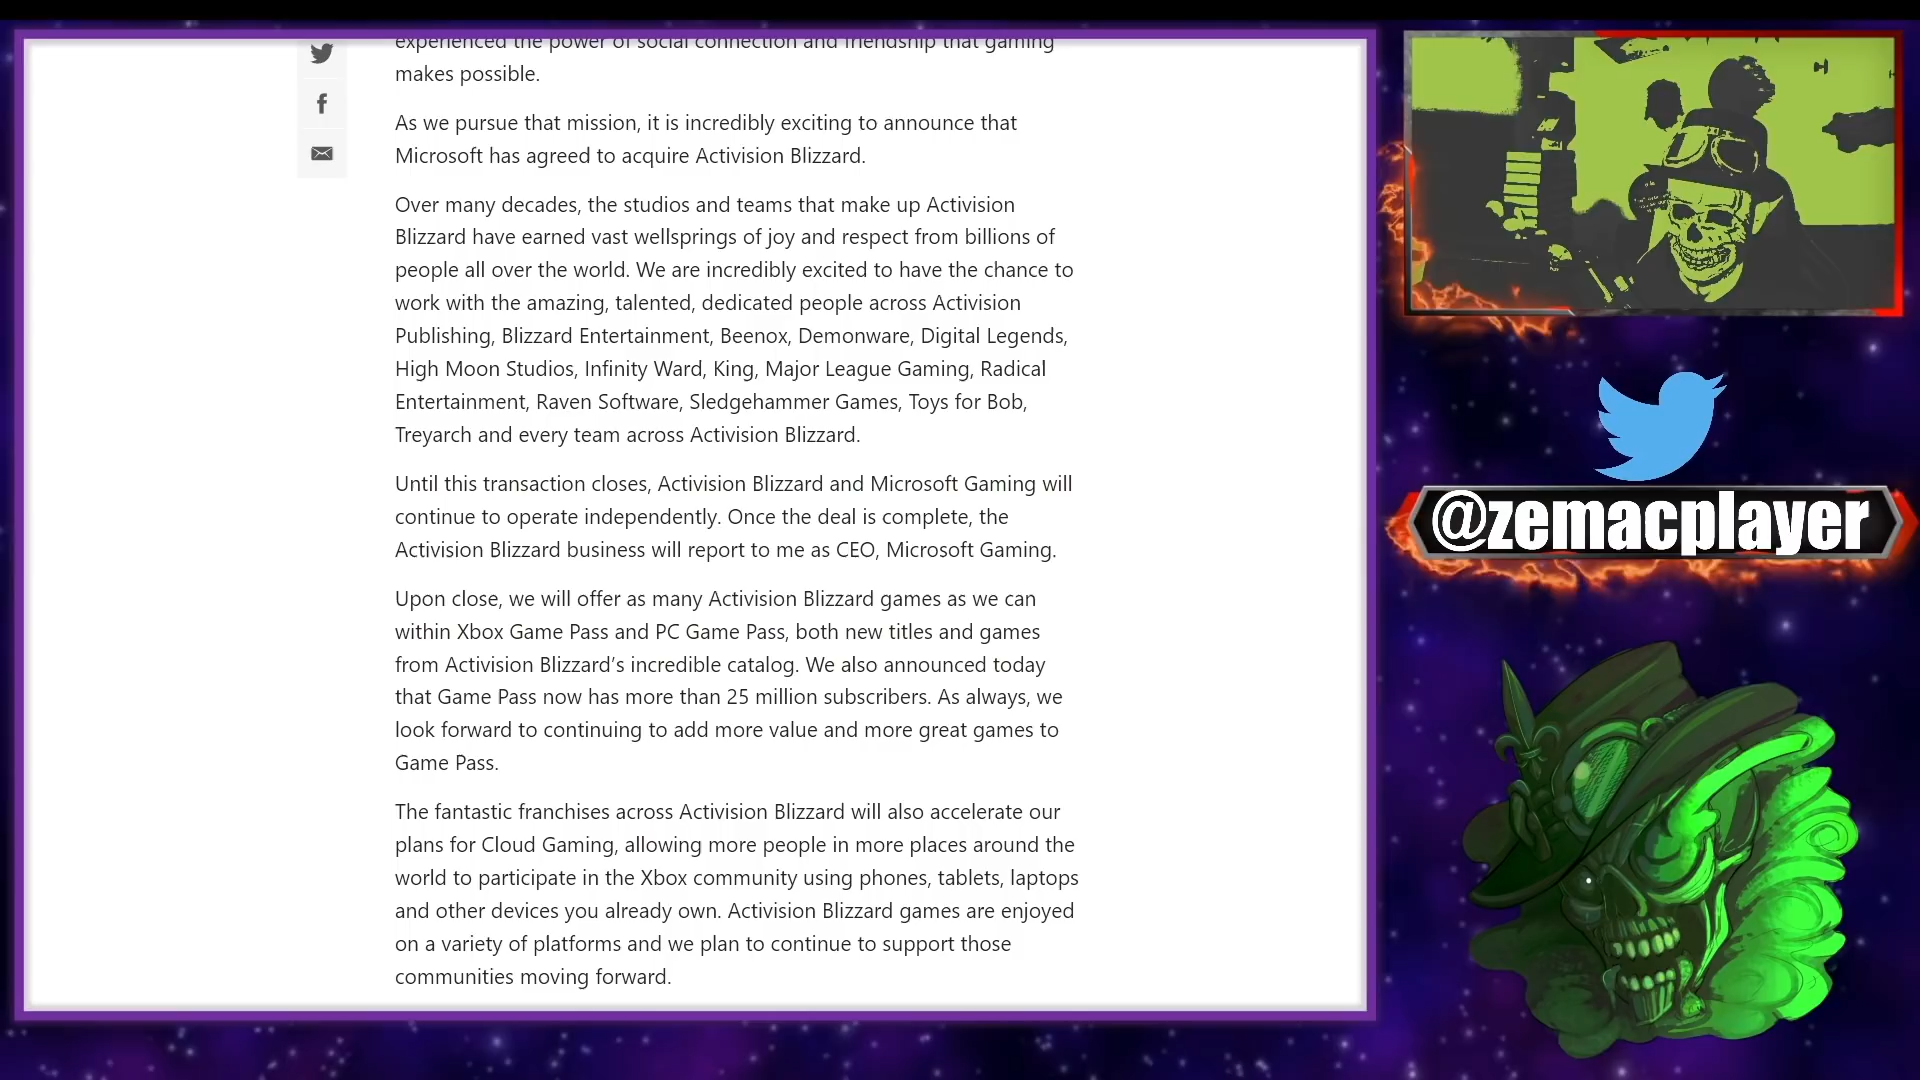 experienced the power of social connection and friendship that gaming
makes possible.
As we pursue that mission, it is incredibly exciting to announce that
Microsoft has agreed to acquire Activision Blizzard.
Over many decades, the studios and teams that make up Activision
Blizzard have earned vast wellsprings of joy and respect from billions of
people all over the world. We are incredibly excited to have the chance to
work with the amazing, talented, dedicated people across Activision
Publishing, Blizzard Entertainment, Beenox, Demonware, Digital Legends,
High Moon Studios, Infinity Ward, King, Major League Gaming, Radical
Entertainment, Raven Software, Sledgehammer Games, Toys for Bob,
Treyarch and every team across Activision Blizzard.
Until this transaction closes, Activision Blizzard and Microsoft Gaming will
continue to operate independently. Once the deal is complete, the
Activision Blizzard business will report to me as CEO, Microsoft Gaming.
Upon close, we will offer as many Activision Blizzard games as we can
within Xbox Game Pass and PC Game Pass, both new titles and games
from Activision Blizzard’s incredible catalog. We also announced today
that Game Pass now has more than 25 million subscribers. As always, we
look forward to continuing to add more value and more great games to
Game Pass.
The fantastic franchises across Activision Blizzard will also accelerate our
plans for Cloud Gaming, allowing more people in more places around the
world to participate in the Xbox community using phones, tablets, laptops
and other devices you already own. Activision Blizzard games are enjoyed
on a variety of platforms and we plan to continue to support those
communities moving forward.
@zemacplayer